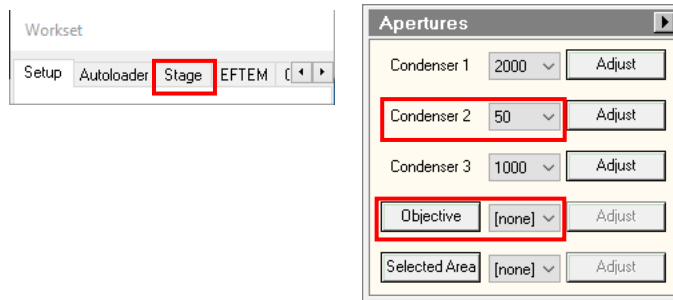 Workset
Setup Autoloader Stage EFTEM
Apertures
Condenser 1 2000 Adjust
Condenser 2 50 Adjust
Condenser 3 1000 Adjust
Objective [none] Adjust
Selected Area [none] Adjust